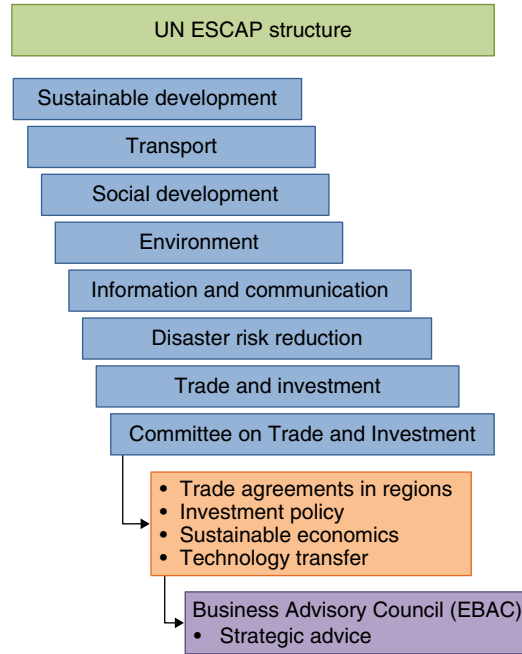 UN ESCAP structure
Sustainable development
Transport
Social development
Environment
Information and communication
Disaster risk reduction
Trade and investment
Committee on Trade and Investment
• Trade agreements in regions
• Investment policy
• Sustainable economics
• Technology transfer
Business Advisory Council (EBAC)
• Strategic advice